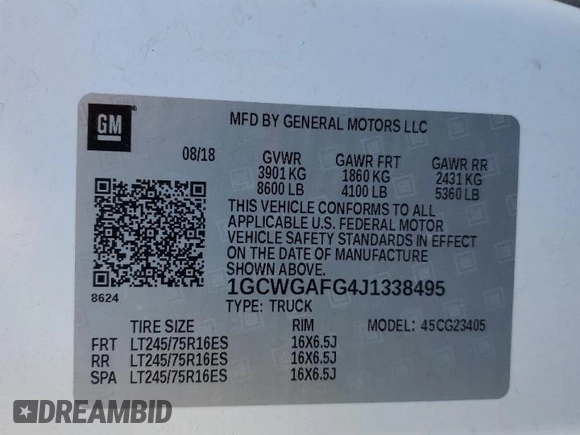 GM
MFD BY GENERAL MOTORS LLC
08/18 GVWR GAWR FRT GAWR RR
3901 KG 1860 KG 2431 KG
8600 LB 4100 LB 5360 LB
THIS VEHICLE CONFORMS TO ALL
APPLICABLE U.S. FEDERAL MOTOR
VEHICLE SAFETY STANDARDS IN EFFECT
ON THE DATE OF MANUFACTURE
SHOWN ABOVE.
8624 1GCWGAFG4J1338495
TYPE: TRUCK
TIRE SIZE RIM MODEL: 45CG23405
FRT LT245/75R16ES 16X6.5J
RR LT245/75R16ES 16X6.5J
SPA LT245/75R16ES 16X6.5J
DREAMBID